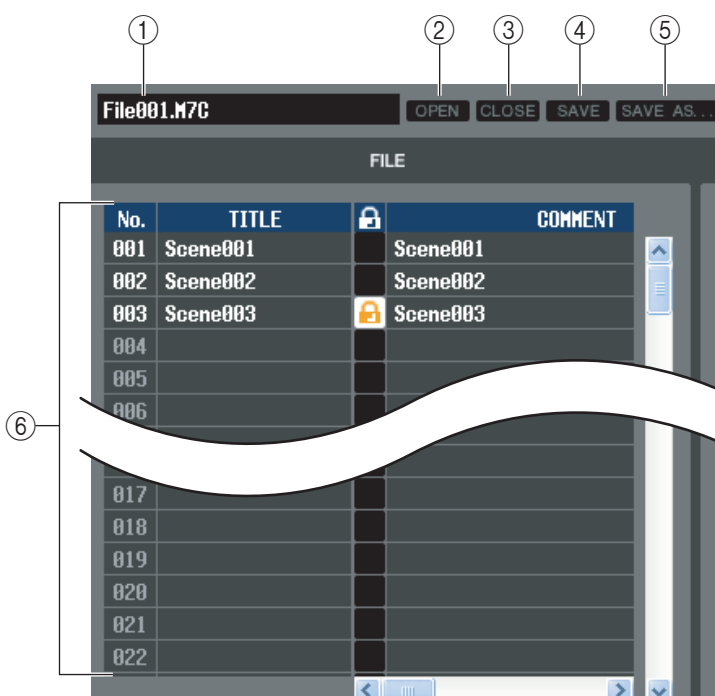 ① ② ③ ④ ⑤
File001.M7C OPEN CLOSE SAVE SAVE AS...
FILE
No. TITLE COMMENT
001 Scene001 Scene001
002 Scene002 Scene002
003 Scene003 Scene003
004
005
006
⑥
017
018
019
020
021
022